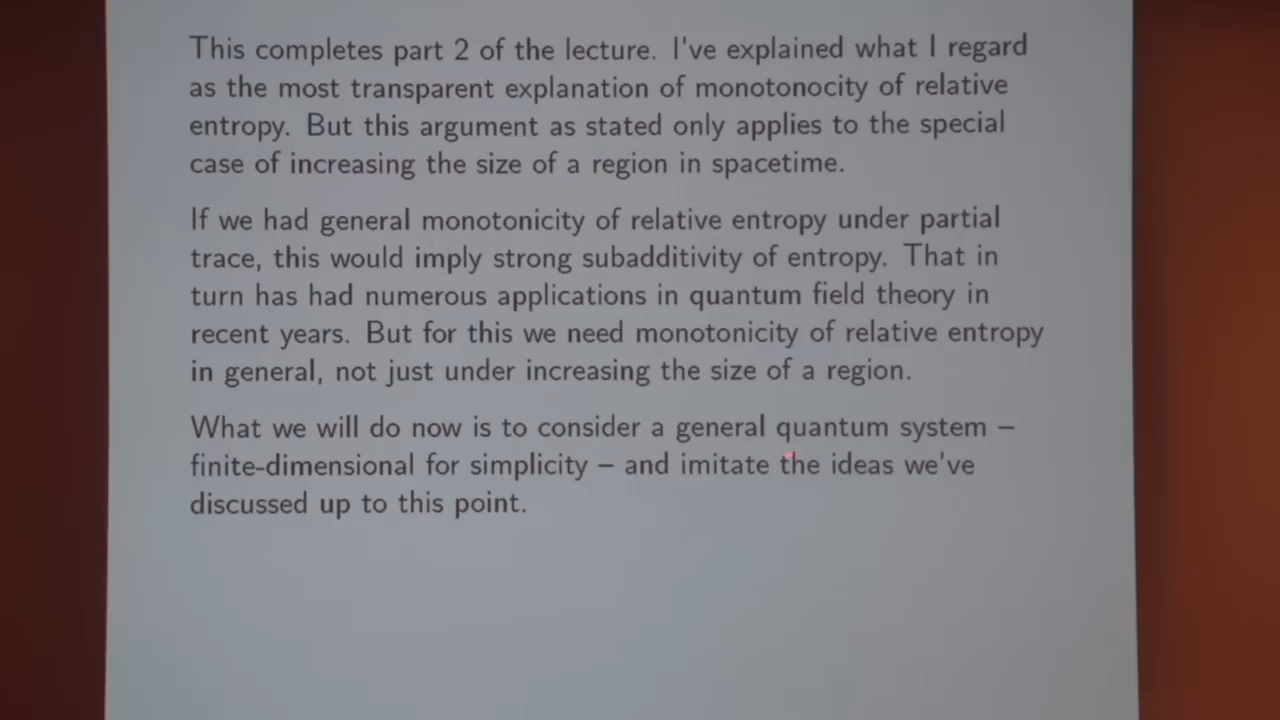 This completes part 2 of the lecture. I've explained what I regard
as the most transparent explanation of monotonocity of relative
entropy. But this argument as stated only applies to the special
case of increasing the size of a region in spacetime.
If we had general monotonicity of relative entropy under partial
trace, this would imply strong subadditivity of entropy. That in
turn has had numerous applications in quantum field theory in
recent years. But for this we need monotonicity of relative entropy
in general, not just under increasing the size of a region.
What we will do now is to consider a general quantum system –
finite-dimensional for simplicity – and imitate the ideas we've
discussed up to this point.